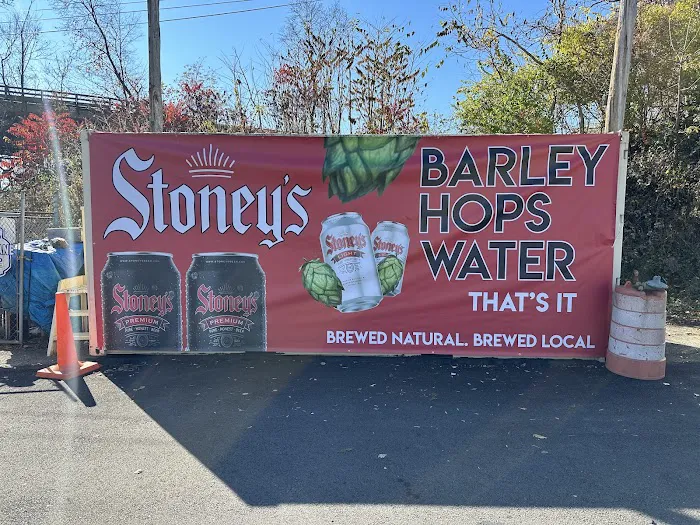 Stoney's
BARLEY
HOPS
WATER
THAT'S IT
BREWED NATURAL. BREWED LOCAL
Stoney's
Stoney's
Stoney's
PREMIUM
Stoney's
PREMIUM